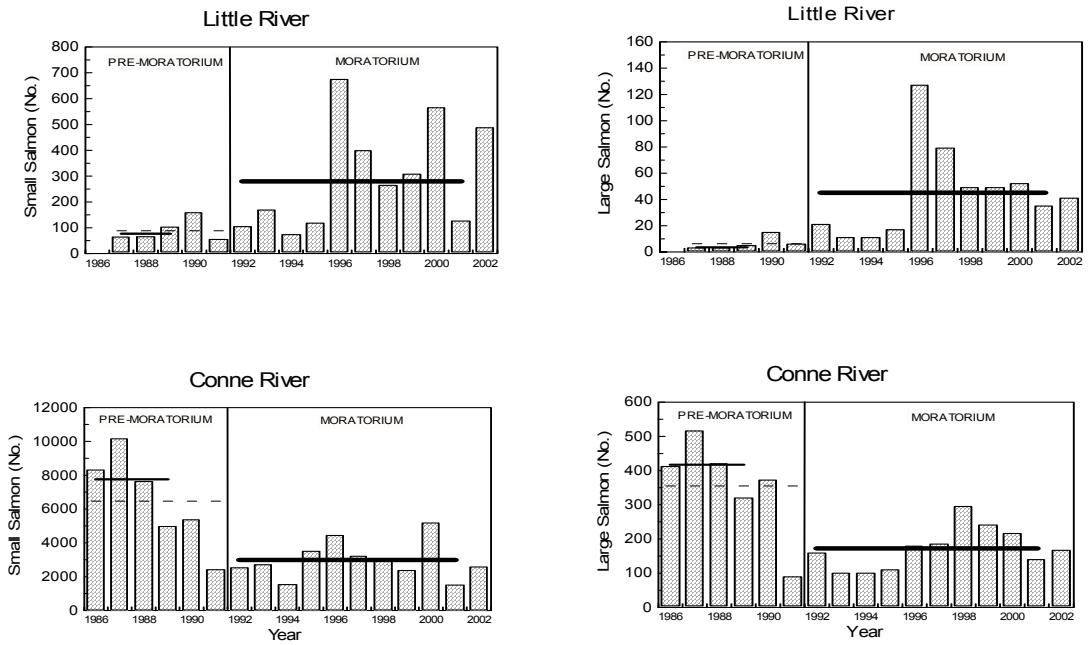 Little River
800
700
600
500
400
300
200
100
0
Small Salmon (No.)
PRE-MORATORIUM
MORATORIUM
1986 1988 1990 1992 1994 1996 1998 2000 2002
Little River
160
140
120
100
80
60
40
20
0
Large Salmon (No.)
PRE-MORATORIUM
MORATORIUM
1986 1988 1990 1992 1994 1996 1998 2000 2002
Conne River
12000
10000
8000
6000
4000
2000
0
Small Salmon (No.)
PRE-MORATORIUM
MORATORIUM
1986 1988 1990 1992 1994 1996 1998 2000 2002
Year
Conne River
600
500
400
300
200
100
0
Large Salmon (No.)
PRE-MORATORIUM
MORATORIUM
1986 1988 1990 1992 1994 1996 1998 2000 2002
Year